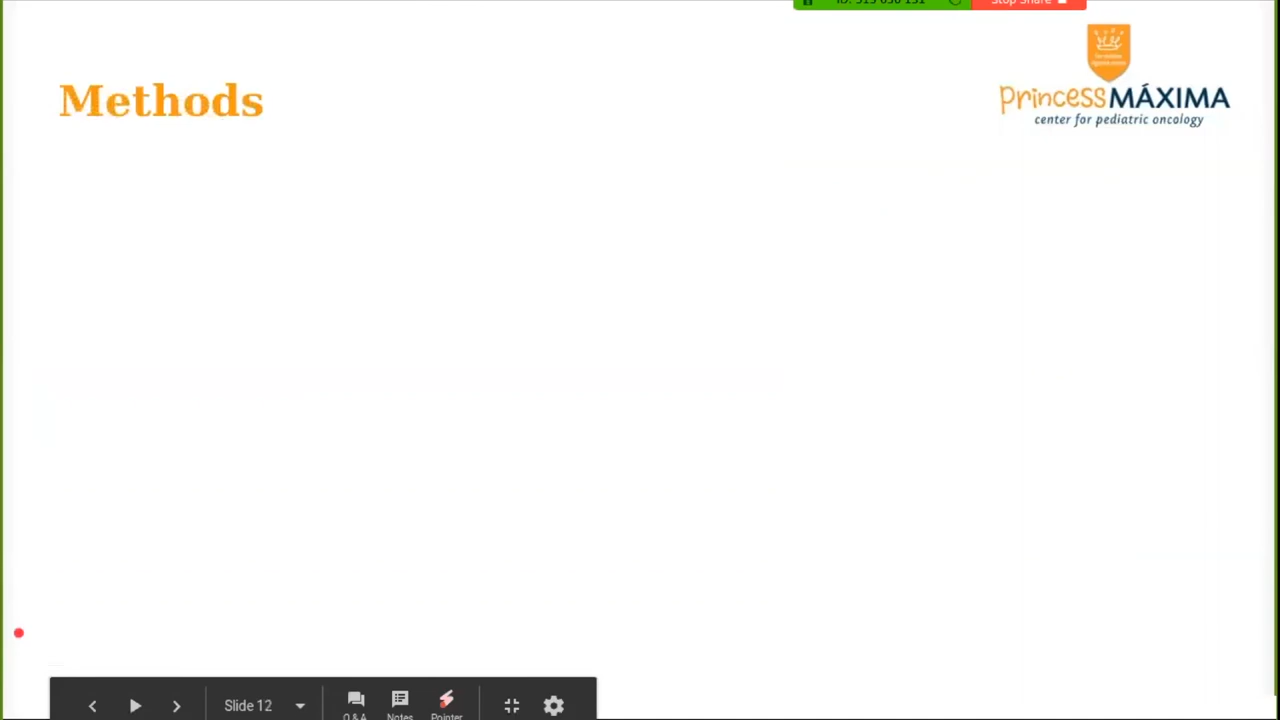 Stop Share
Methods
PrincessMÁXIMA
center for pediatric oncology
Slide 12
Q & A
Notes
Pointer